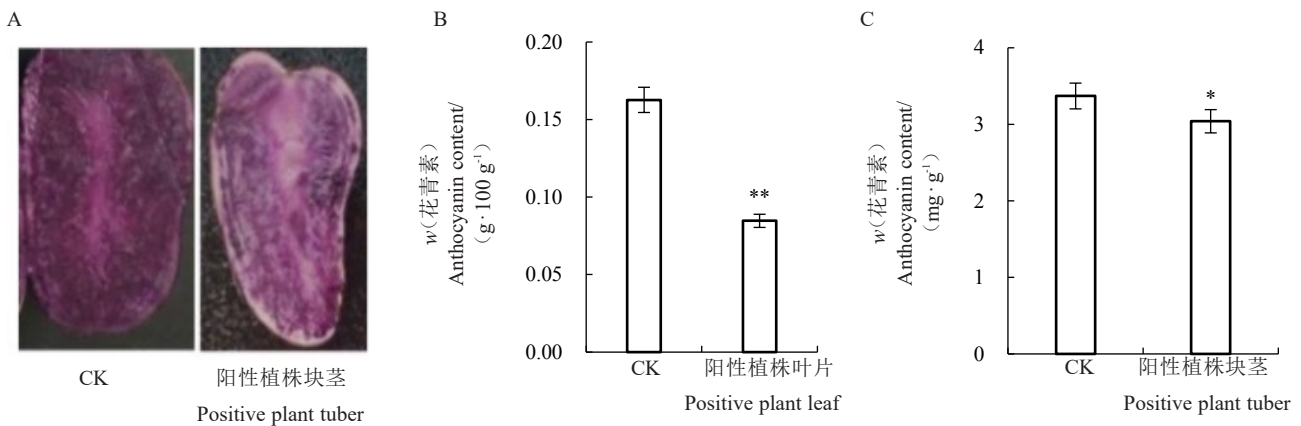 A
CK
阳性植株块茎
Positive plant tuber
B
w(花青素)
Anthocyanin content/
(g·100 g⁻¹)
0.20
0.15
0.10
0.05
0.00
**
CK
阳性植株叶片
Positive plant leaf
C
w(花青素)
Anthocyanin content/
(mg·g⁻¹)
4
3
2
1
0
*
CK
阳性植株块茎
Positive plant tuber